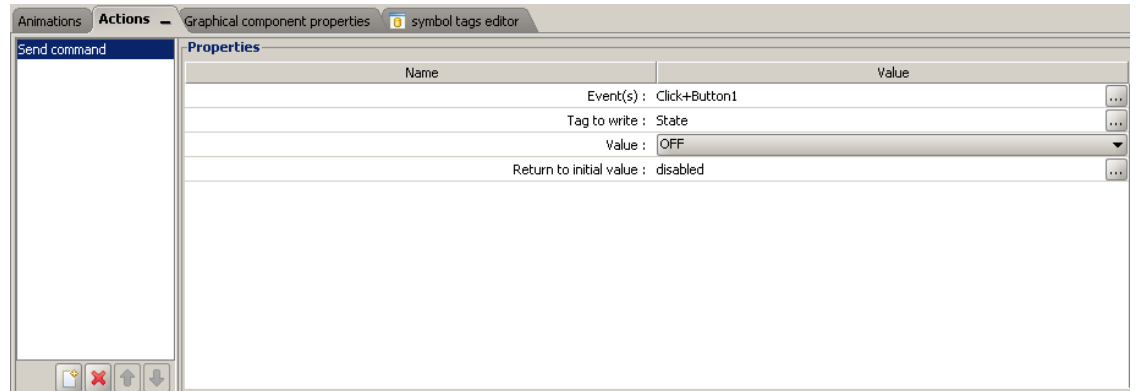 Animations Actions Graphical component properties symbol tags editor
Send command
Properties
Name Value
Event(s) : Click+Button1 ...
Tag to write : State ...
Value : OFF
Return to initial value : disabled ...